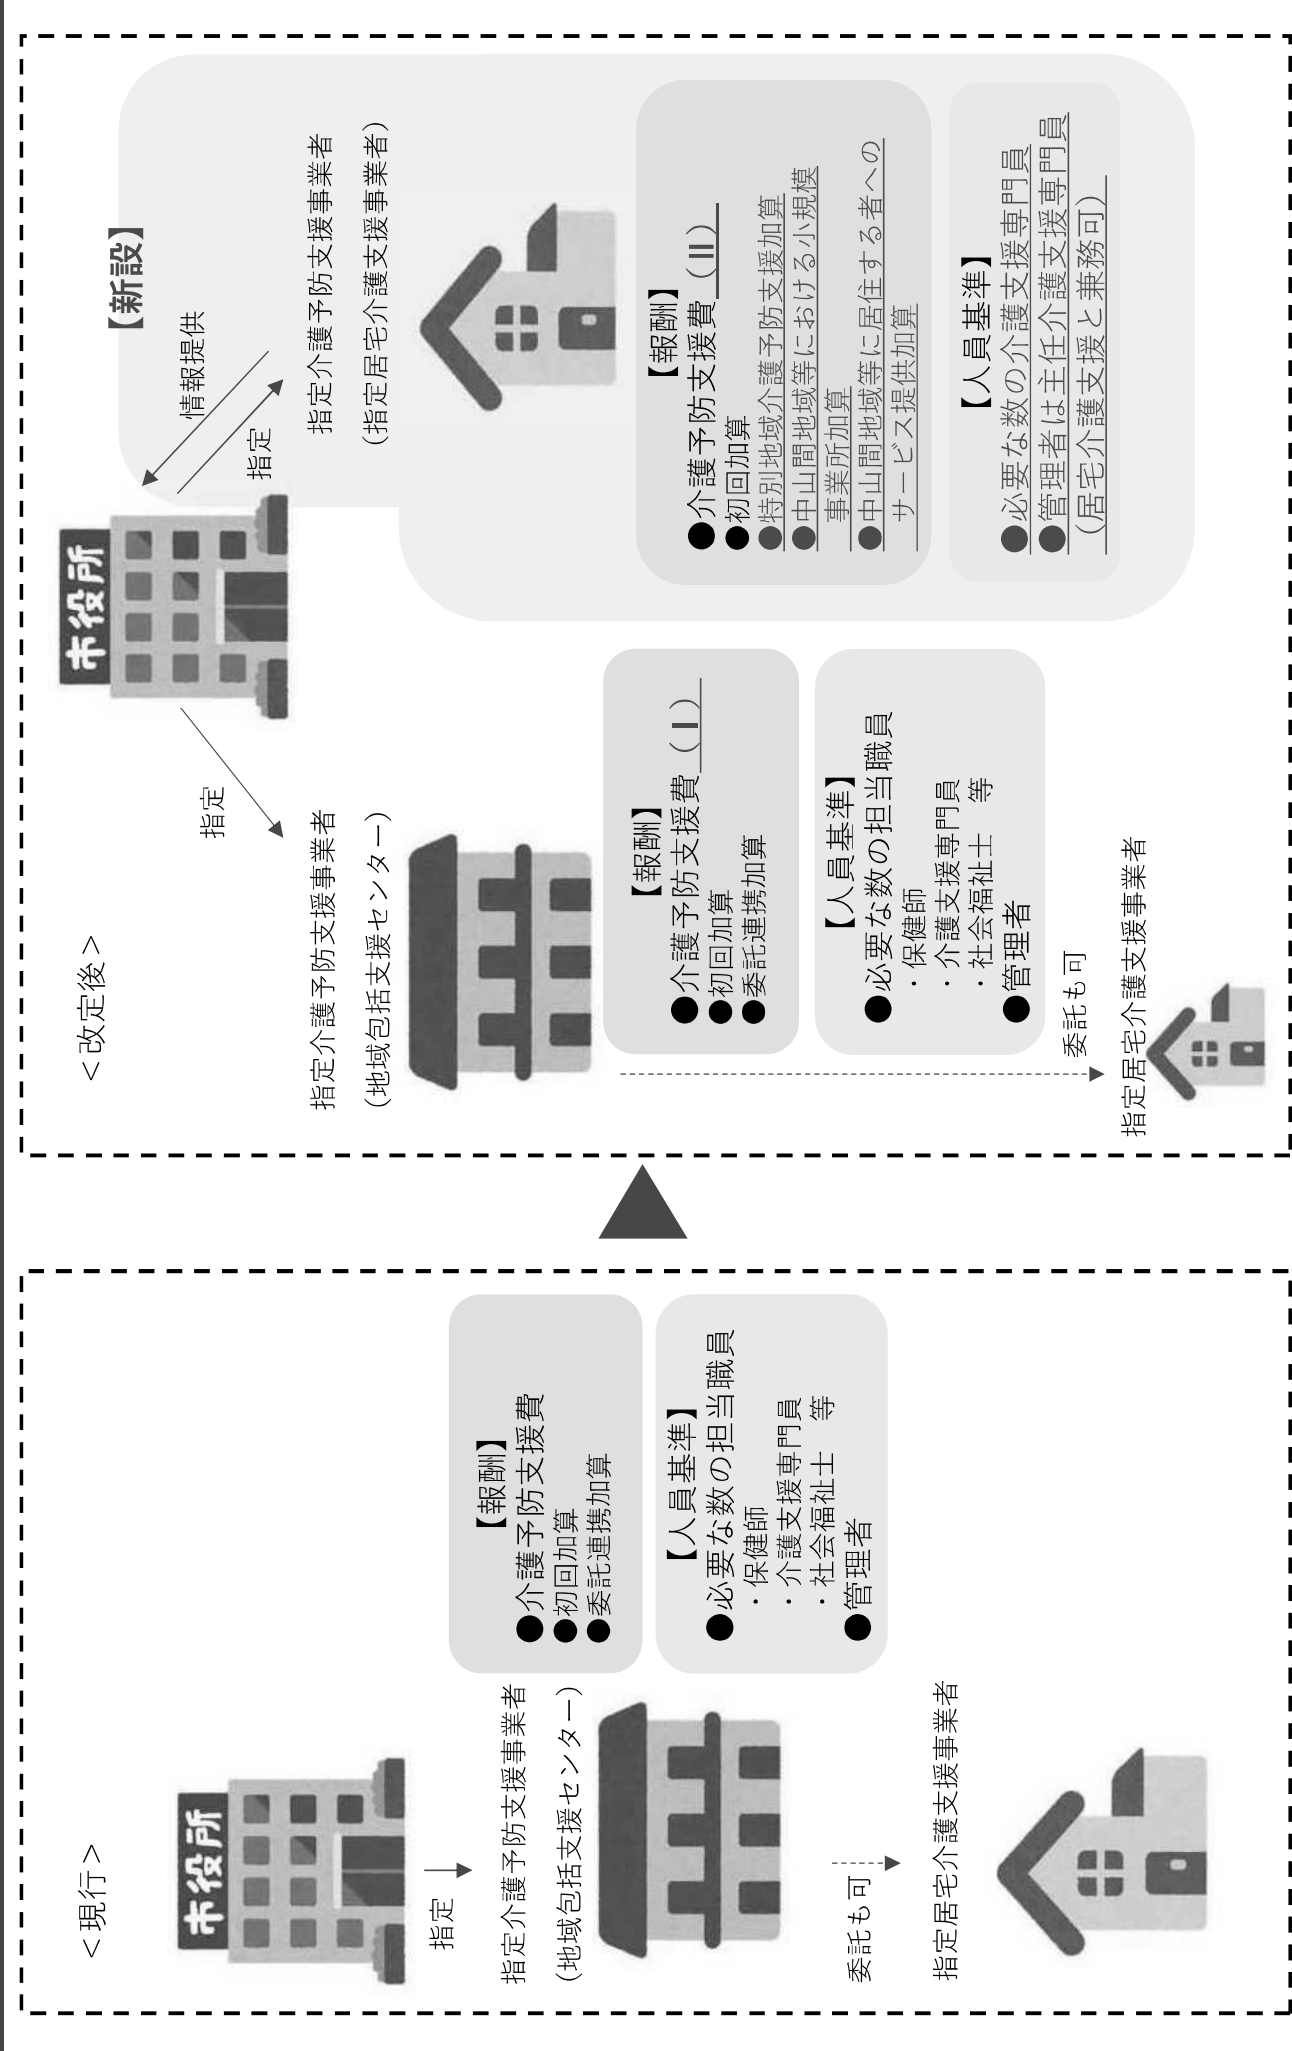 ＜現行＞
市役所
指定
指定介護予防支援事業者
(地域包括支援センター)
【報酬】
●介護予防支援費
●初回加算
●委託連携加算
【人員基準】
●必要な数の担当職員
・保健師
・介護支援専門員
・社会福祉士　等
●管理者
委託も可
指定居宅介護支援事業者
＜改定後＞
市役所
指定
指定介護予防支援事業者
(地域包括支援センター)
【報酬】
●介護予防支援費（Ⅰ）
●初回加算
●委託連携加算
【人員基準】
●必要な数の担当職員
・保健師
・介護支援専門員
・社会福祉士　等
●管理者
委託も可
指定居宅介護支援事業者
【新設】
情報提供
指定
指定介護予防支援事業者
(指定居宅介護支援事業者)
【報酬】
●介護予防支援費（Ⅱ）
●初回加算
●特別地域介護予防支援加算
●中山間地域等における小規模
事業所加算
●中山間地域等に居住する者への
サービス提供加算
【人員基準】
●必要な数の介護支援専門員
●管理者は主任介護支援専門員
(居宅介護支援と兼務可)